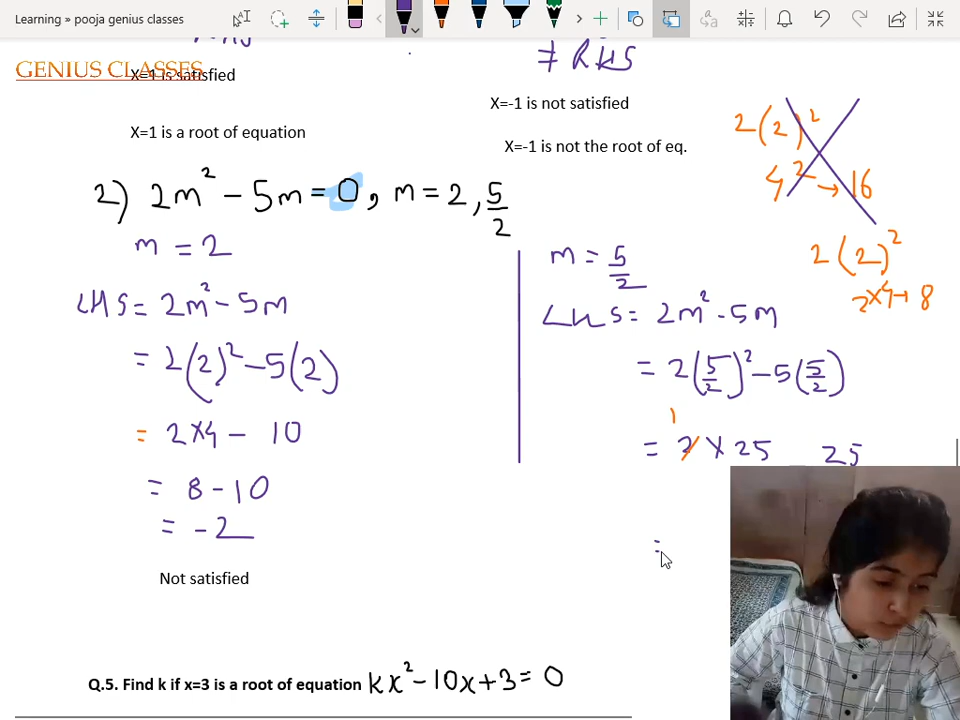 Learning » pooja genius classes
≠ RHS
GENIUS CLASSES
X=1 is satisfied
X=-1 is not satisfied
X=1 is a root of equation
X=-1 is not the root of eq.
2(2)²
4² → 16
2(2)²
2×4→ 8
2) 2m² - 5m = 0, m = 2, 5/2
m = 2
LHS = 2m² - 5m
= 2(2)² - 5(2)
= 2×4 - 10
= 8 - 10
= -2
Not satisfied
m = 5/2
LHS = 2m² - 5m
= 2(5/2)² - 5(5/2)
1
= 2 × 25 25
=
Q.5. Find k if x=3 is a root of equation kx² - 10x + 3 = 0